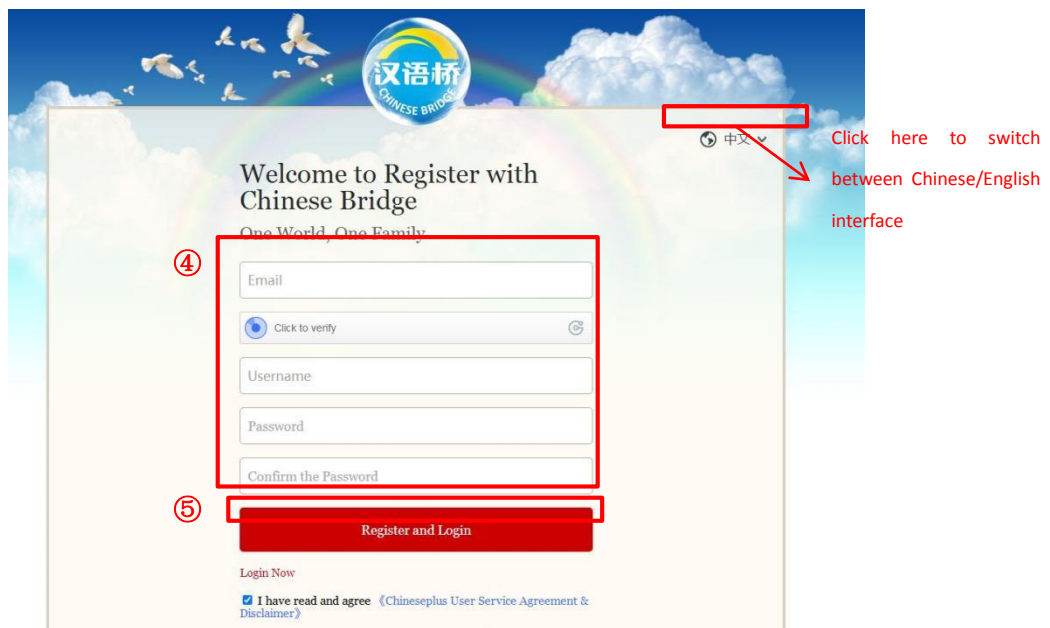 汉语桥
CHINESE BRIDGE
中文
Click here to switch
between Chinese/English
interface
Welcome to Register with
Chinese Bridge
One World, One Family
④
Email
Click to verify
Username
Password
Confirm the Password
⑤
Register and Login
Login Now
I have read and agree 《Chineseplus User Service Agreement &
Disclaimer》